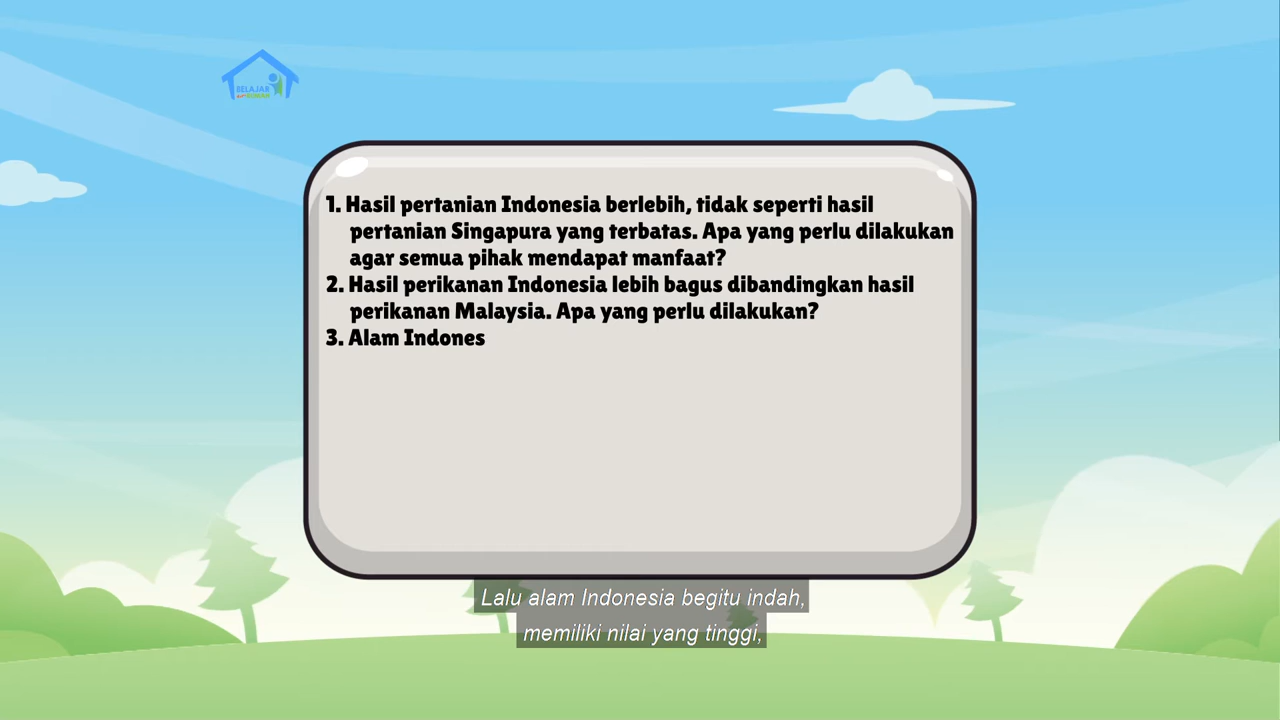 BELAJAR
1. Hasil pertanian Indonesia berlebih, tidak seperti hasil
pertanian Singapura yang terbatas. Apa yang perlu dilakukan
agar semua pihak mendapat manfaat?
2. Hasil perikanan Indonesia lebih bagus dibandingkan hasil
perikanan Malaysia. Apa yang perlu dilakukan?
3. Alam Indones
Lalu alam Indonesia begitu indah,
memiliki nilai yang tinggi,